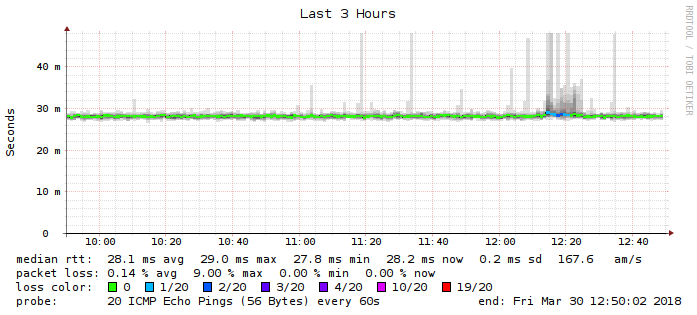 Last 3 Hours
RRDTOOL / TOBI OETIKER
Seconds
40 m
30 m
20 m
10 m
0
10:00 10:20 10:40 11:00 11:20 11:40 12:00 12:20 12:40
median rtt: 28.1 ms avg 29.0 ms max 27.8 ms min 28.2 ms now 0.2 ms sd 167.6 am/s
packet loss: 0.14 % avg 9.00 % max 0.00 % min 0.00 % now
loss color: 0 1/20 2/20 3/20 4/20 10/20 19/20
probe: 20 ICMP Echo Pings (56 Bytes) every 60s end: Fri Mar 30 12:50:02 2018